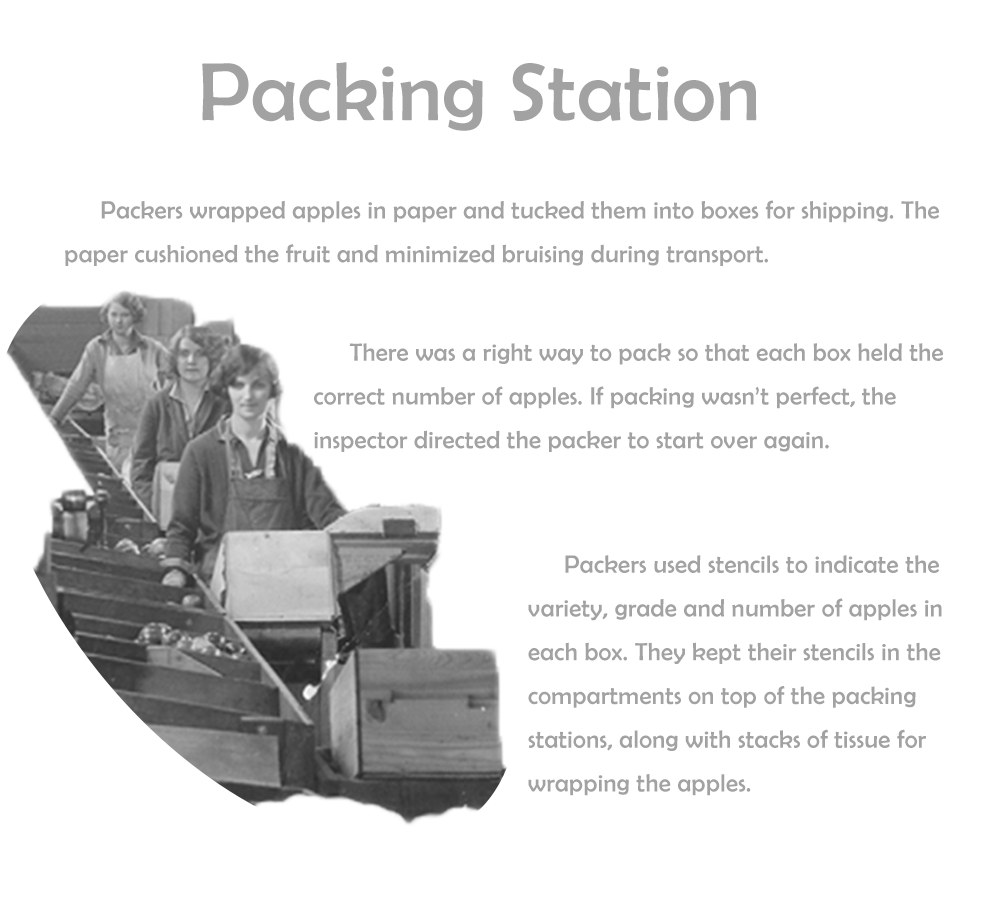 Packing Station
Packers wrapped apples in paper and tucked them into boxes for shipping. The
paper cushioned the fruit and minimized bruising during transport.
There was a right way to pack so that each box held the
correct number of apples. If packing wasn’t perfect, the
inspector directed the packer to start over again.
Packers used stencils to indicate the
variety, grade and number of apples in
each box. They kept their stencils in the
compartments on top of the packing
stations, along with stacks of tissue for
wrapping the apples.